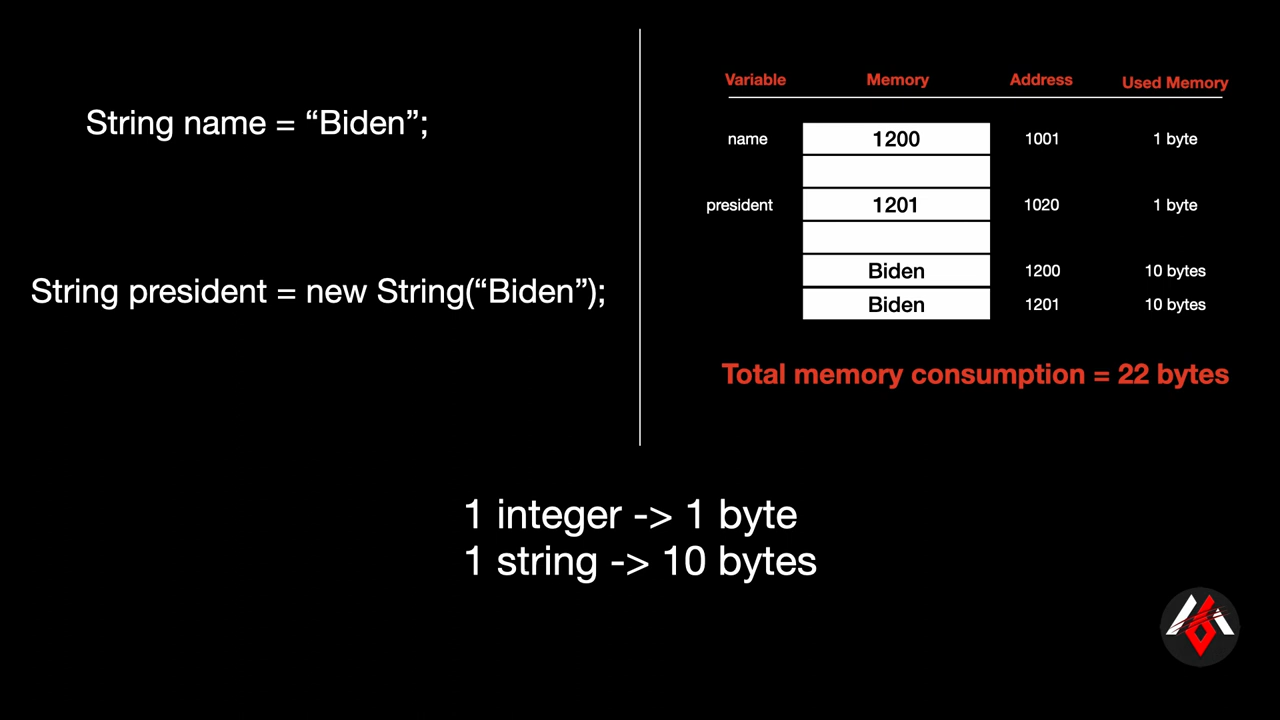 String name = “Biden”;
String president = new String(“Biden”);
Variable Memory Address Used Memory
name 1200 1001 1 byte
president 1201 1020 1 byte
Biden 1200 10 bytes
Biden 1201 10 bytes
Total memory consumption = 22 bytes
1 integer -> 1 byte
1 string -> 10 bytes